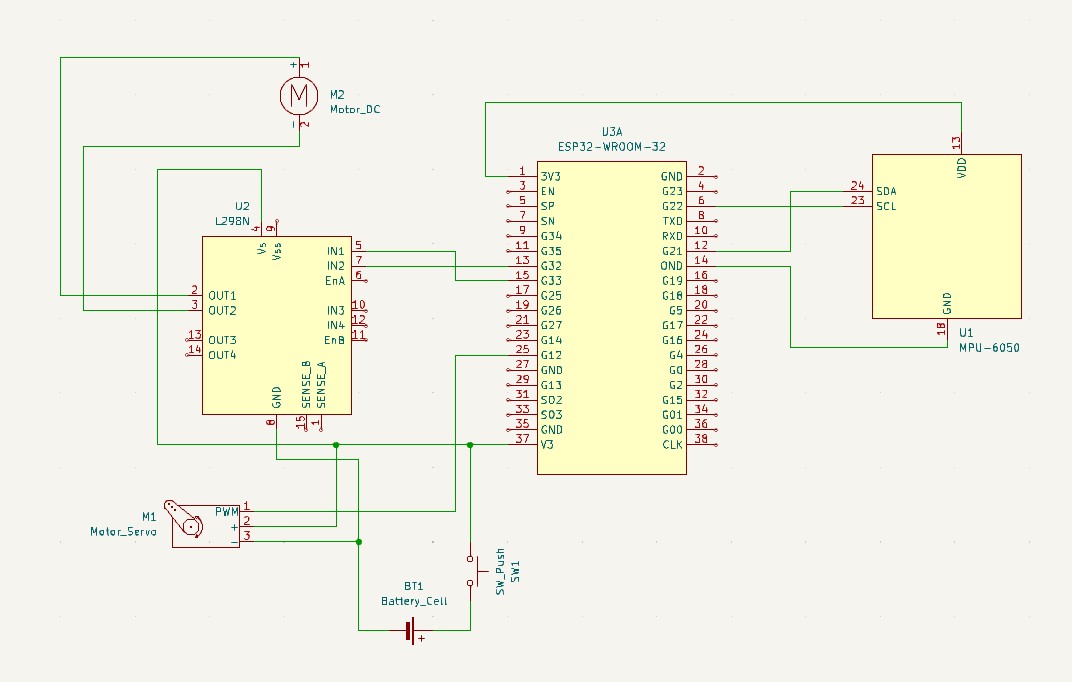 +
1
M2
Motor_DC
-
2
U3A
ESP32-WROOM-32
13
VDD
24
SDA
23
SCL
GND
18
U1
MPU-6050
U2
L298N
4
9
Vs
Vss
5
IN1
7
IN2
6
EnA
10
IN3
12
IN4
11
EnB
2
OUT1
3
OUT2
13
OUT3
14
OUT4
GND
SENSE_B
SENSE_A
8
15
1
1
3V3
3
EN
5
SP
7
SN
9
G34
11
G35
13
G32
15
G33
17
G25
19
G26
21
G27
23
G14
25
G12
27
GND
29
G13
31
SD2
33
SD3
35
GND
37
V3
2
GND
4
G23
6
G22
8
TXD
10
RXD
12
G21
14
GND
16
G19
18
G18
20
G5
22
G17
24
G16
26
G4
28
G0
30
G2
32
G15
34
GO1
36
GO0
38
CLK
M1
Motor_Servo
PWM
1
+
2
-
3
SW_Push
SW1
BT1
Battery_Cell
+